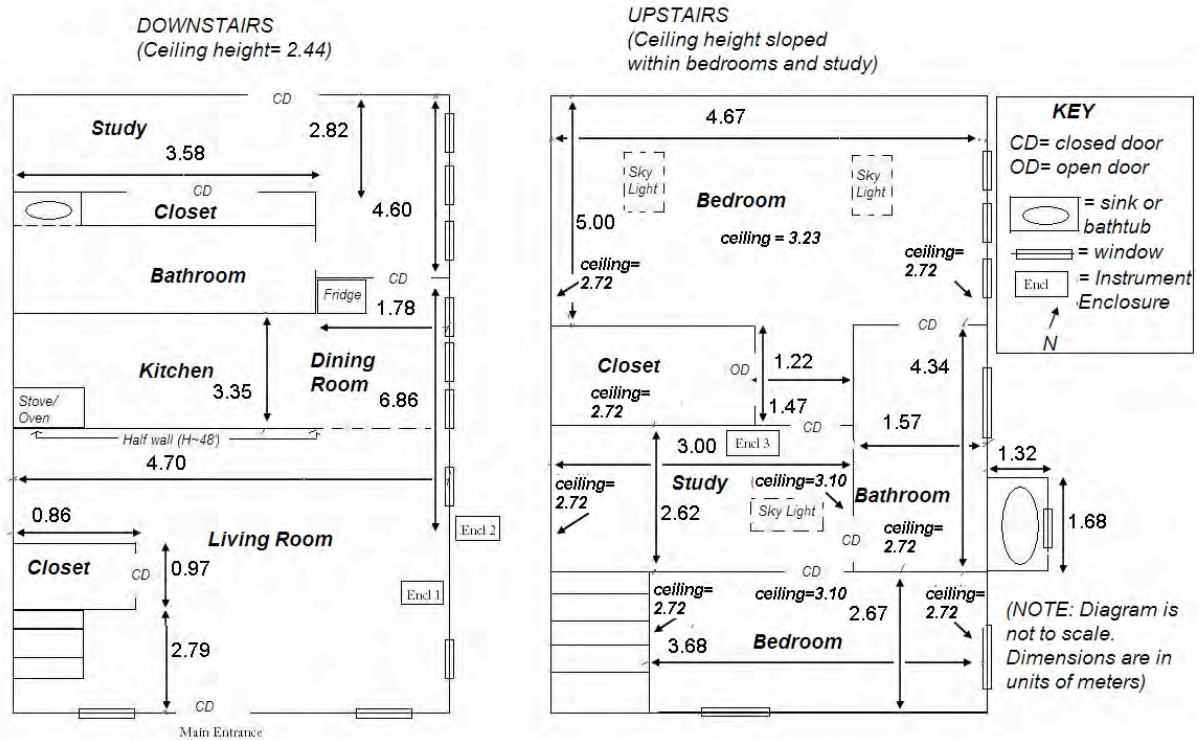 DOWNSTAIRS
(Ceiling height= 2.44)
CD
Study
2.82
3.58
CD
Closet
4.60
Bathroom
CD
Fridge
1.78
Kitchen
Dining
Room
3.35
6.86
Stove/
Oven
Half wall (H~48')
4.70
0.86
Living Room
Encl 2
Closet
CD
0.97
Encl 1
2.79
CD
Main Entrance
UPSTAIRS
(Ceiling height sloped
within bedrooms and study)
4.67
Sky
Light
Sky
Light
Bedroom
5.00
ceiling = 3.23
ceiling=
2.72
ceiling=
2.72
CD
Closet
OD
1.22
4.34
ceiling=
2.72
1.47
CD
1.57
Encl 3
3.00
1.32
ceiling=
2.72
Study
(ceiling=3.10
Bathroom
2.62
Sky Light
1.68
CD
ceiling=
2.72
CD
ceiling=
2.72
ceiling=3.10
2.67
ceiling=
2.72
3.68
Bedroom
KEY
CD= closed door
OD= open door
= sink or
bathtub
= window
Encl
= Instrument
Enclosure
N
(NOTE: Diagram is
not to scale.
Dimensions are in
units of meters)